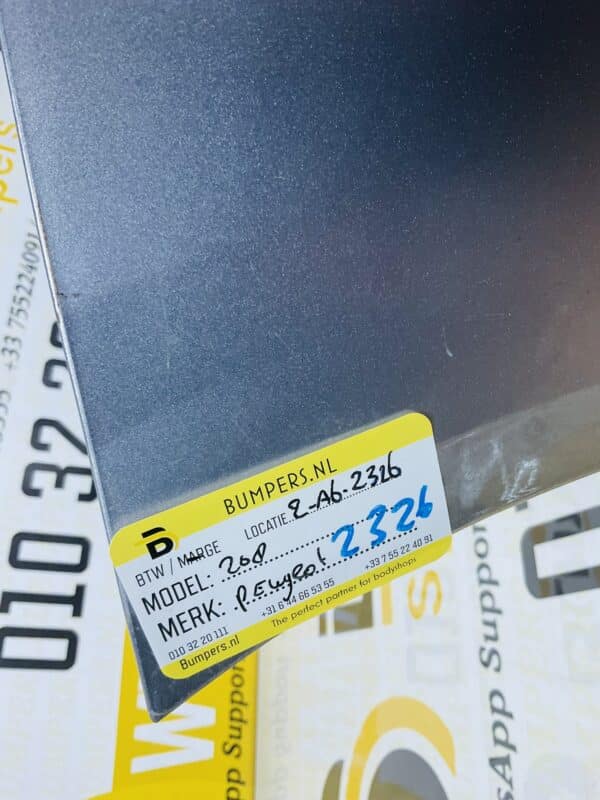 BUMPERS.NL
BTW / MARGE
LOCATIE 2-A6-2326
MODEL: 208
MERK: PEugeot 2326
010 32 20 111
+31 6 44 66 53 55
+33 7 55 22 40 91
Bumpers.nl
The perfect partner for bodyshops
+33 755224091
010 32 2
W
pp Support
sApp Support